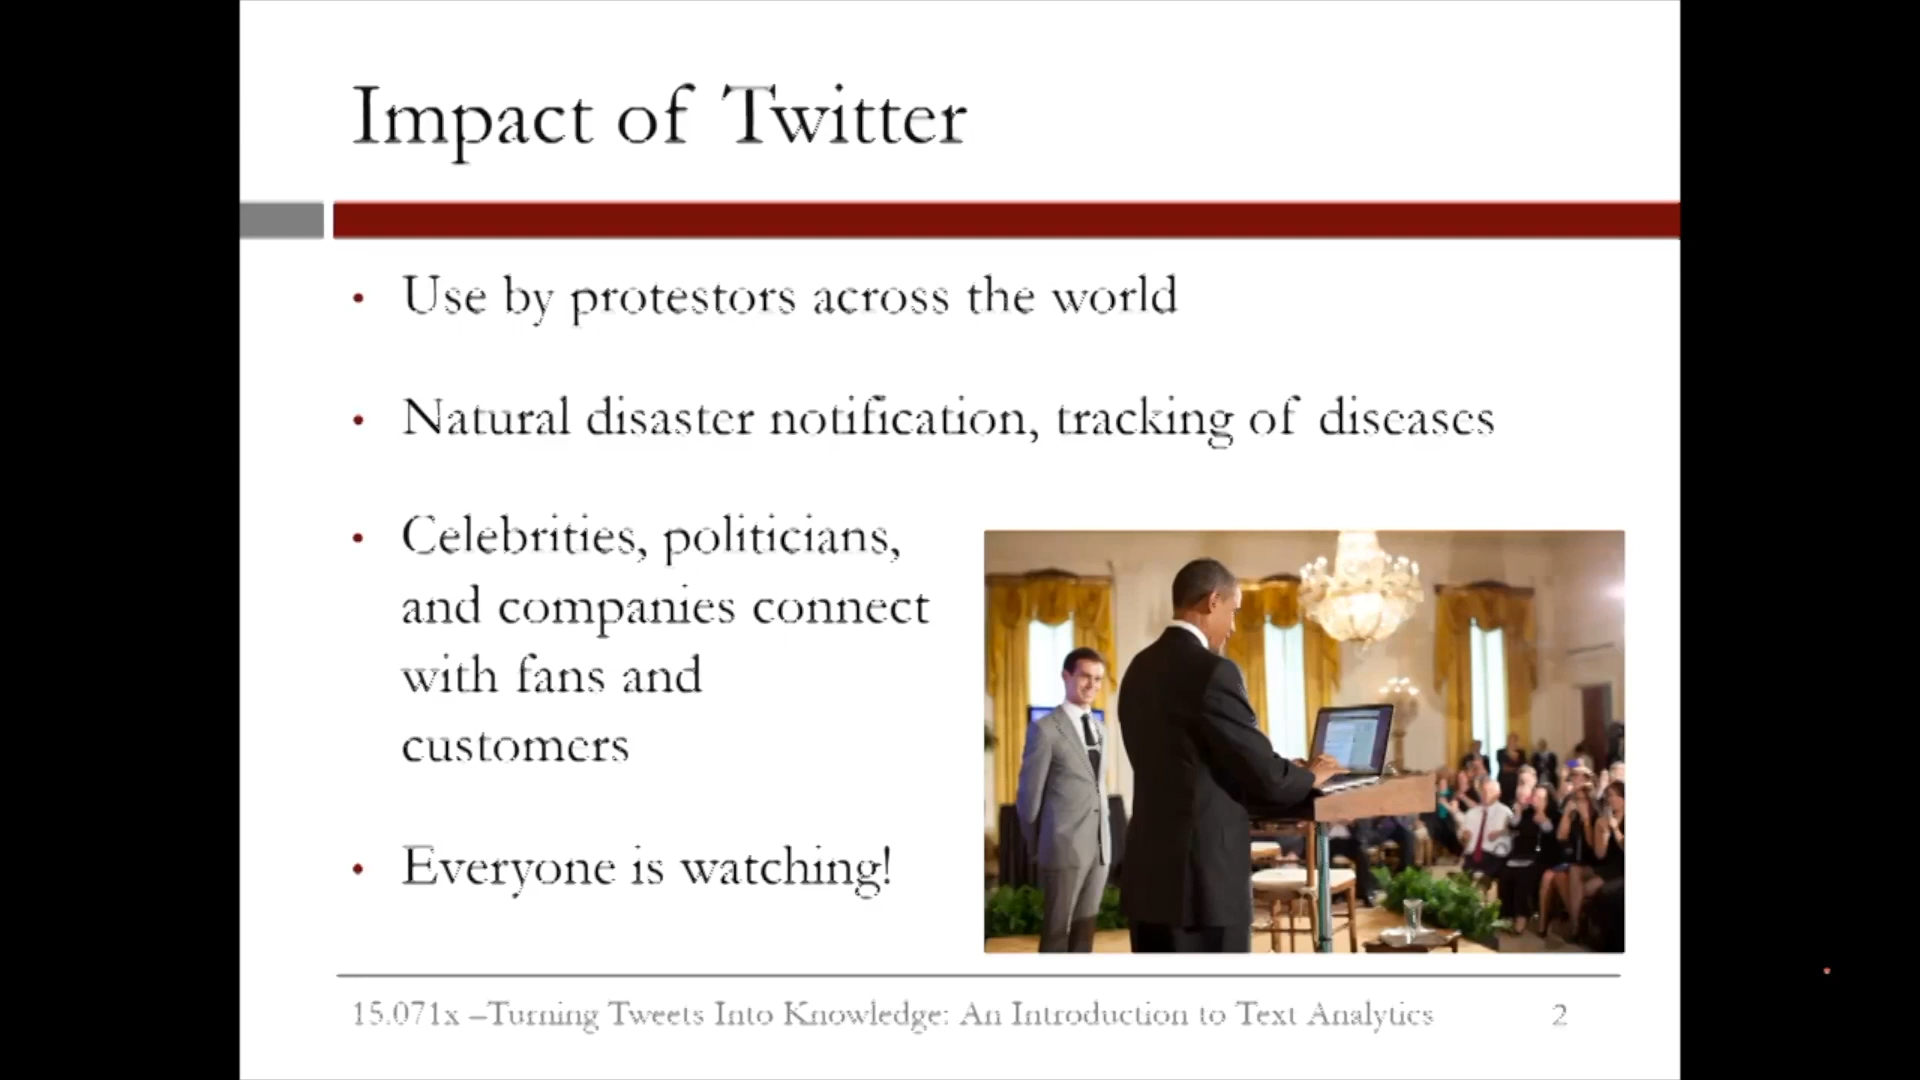 Impact of Twitter
• Use by protestors across the world
• Natural disaster notification, tracking of diseases
• Celebrities, politicians,
and companies connect
with fans and
customers
• Everyone is watching!
15.071x –Turning Tweets Into Knowledge: An Introduction to Text Analytics 2